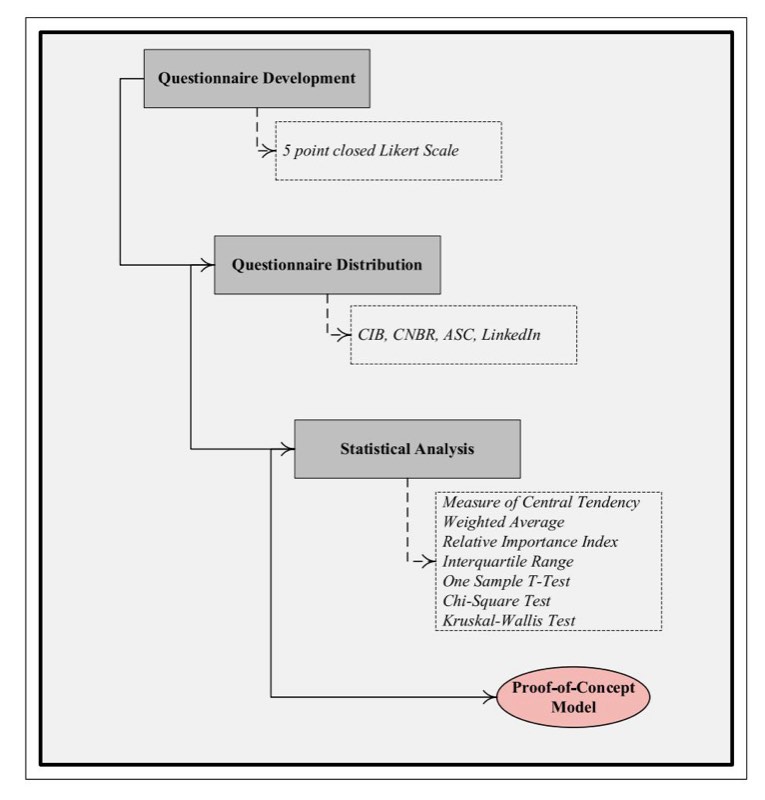 Questionnaire Development
5 point closed Likert Scale
Questionnaire Distribution
CIB, CNBR, ASC, LinkedIn
Statistical Analysis
Measure of Central Tendency
Weighted Average
Relative Importance Index
Interquartile Range
One Sample T-Test
Chi-Square Test
Kruskal-Wallis Test
Proof-of-Concept
Model